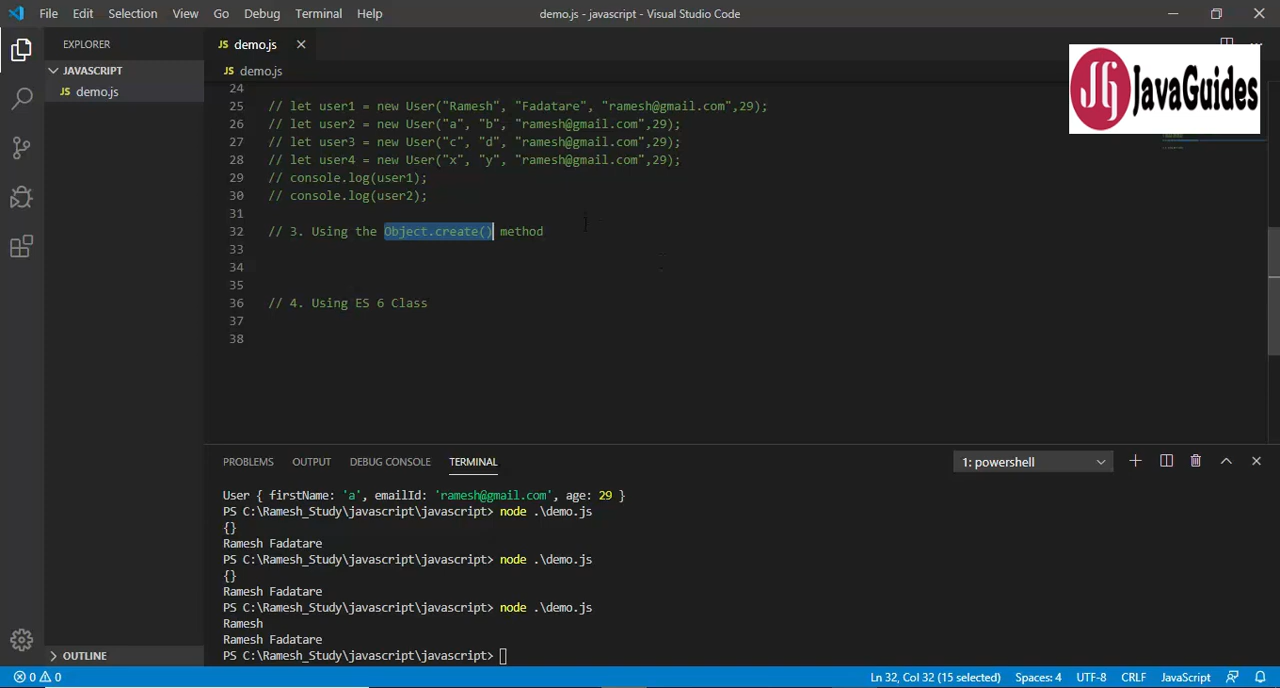 File Edit Selection View Go Debug Terminal Help
demo.js - javascript - Visual Studio Code
EXPLORER
JS demo.js
JAVASCRIPT
JS demo.js
JS demo.js
JavaGuides
24
25 // let user1 = new User("Ramesh", "Fadatare", "ramesh@gmail.com",29);
26 // let user2 = new User("a", "b", "ramesh@gmail.com",29);
27 // let user3 = new User("c", "d", "ramesh@gmail.com",29);
28 // let user4 = new User("x", "y", "ramesh@gmail.com",29);
29 // console.log(user1);
30 // console.log(user2);
31
32 // 3. Using the Object.create() method
33
34
35
36 // 4. Using ES 6 Class
37
38
PROBLEMS OUTPUT DEBUG CONSOLE TERMINAL
1: powershell
User { firstName: 'a', emailId: 'ramesh@gmail.com', age: 29 }
PS C:\Ramesh_Study\javascript\javascript> node .\demo.js
{}
Ramesh Fadatare
PS C:\Ramesh_Study\javascript\javascript> node .\demo.js
{}
Ramesh Fadatare
PS C:\Ramesh_Study\javascript\javascript> node .\demo.js
Ramesh
Ramesh Fadatare
PS C:\Ramesh_Study\javascript\javascript>
OUTLINE
0 0
Ln 32, Col 32 (15 selected) Spaces: 4 UTF-8 CRLF JavaScript